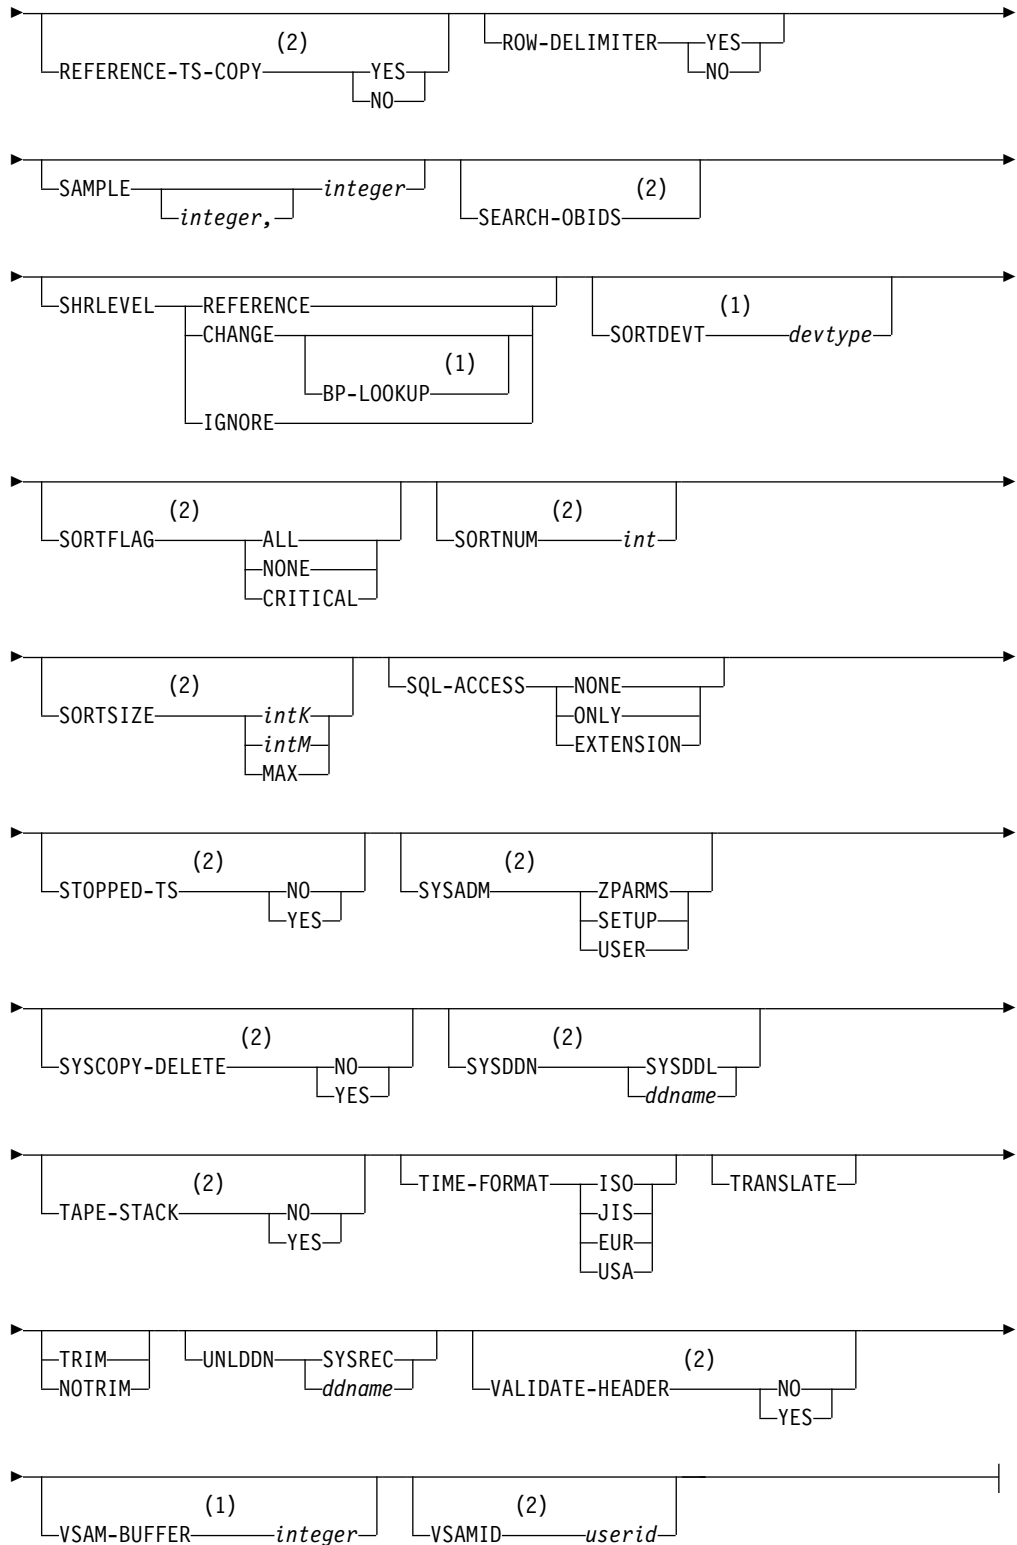 (2)
REFERENCE-TS-COPY YES
NO
ROW-DELIMITER YES
NO
SAMPLE integer
integer,
(2)
SEARCH-OBIDS
SHRLEVEL REFERENCE
CHANGE
(1)
BP-LOOKUP
IGNORE
(1)
SORTDEVT devtype
(2)
SORTFLAG ALL
NONE
CRITICAL
(2)
SORTNUM int
(2)
SORTSIZE intK
intM
MAX
SQL-ACCESS NONE
ONLY
EXTENSION
(2)
STOPPED-TS NO
YES
(2)
SYSADM ZPARMS
SETUP
USER
(2)
SYSCOPY-DELETE NO
YES
(2)
SYSDDN SYSDDL
ddname
(2)
TAPE-STACK NO
YES
TIME-FORMAT ISO
JIS
EUR
USA
TRANSLATE
TRIM
NOTRIM
UNLDDN SYSREC
ddname
(2)
VALIDATE-HEADER NO
YES
(1)
VSAM-BUFFER integer
(2)
VSAMID userid